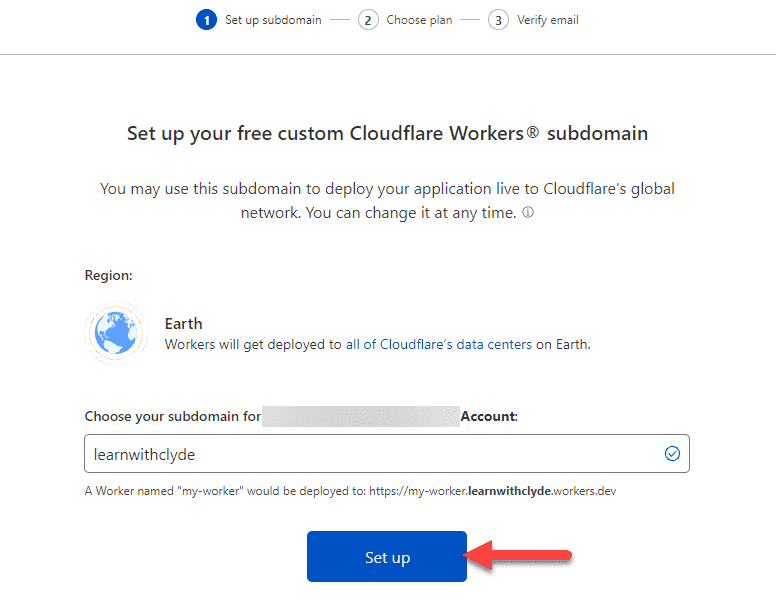 1 Set up subdomain 2 Choose plan 3 Verify email
Set up your free custom Cloudflare Workers® subdomain
You may use this subdomain to deploy your application live to Cloudflare's global
network. You can change it at any time.
Region:
Earth
Workers will get deployed to all of Cloudflare's data centers on Earth.
Choose your subdomain for Account:
learnwithclyde
A Worker named "my-worker" would be deployed to: https://my-worker.learnwithclyde.workers.dev
Set up